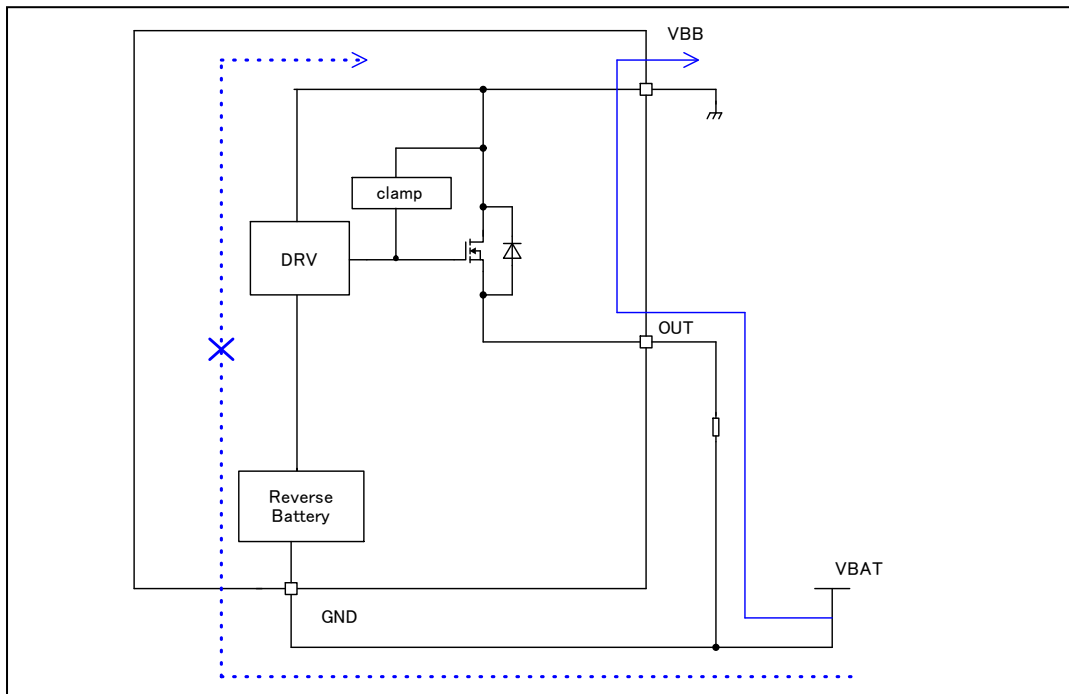 VBB
clamp
DRV
OUT
Reverse
Battery
VBAT
GND